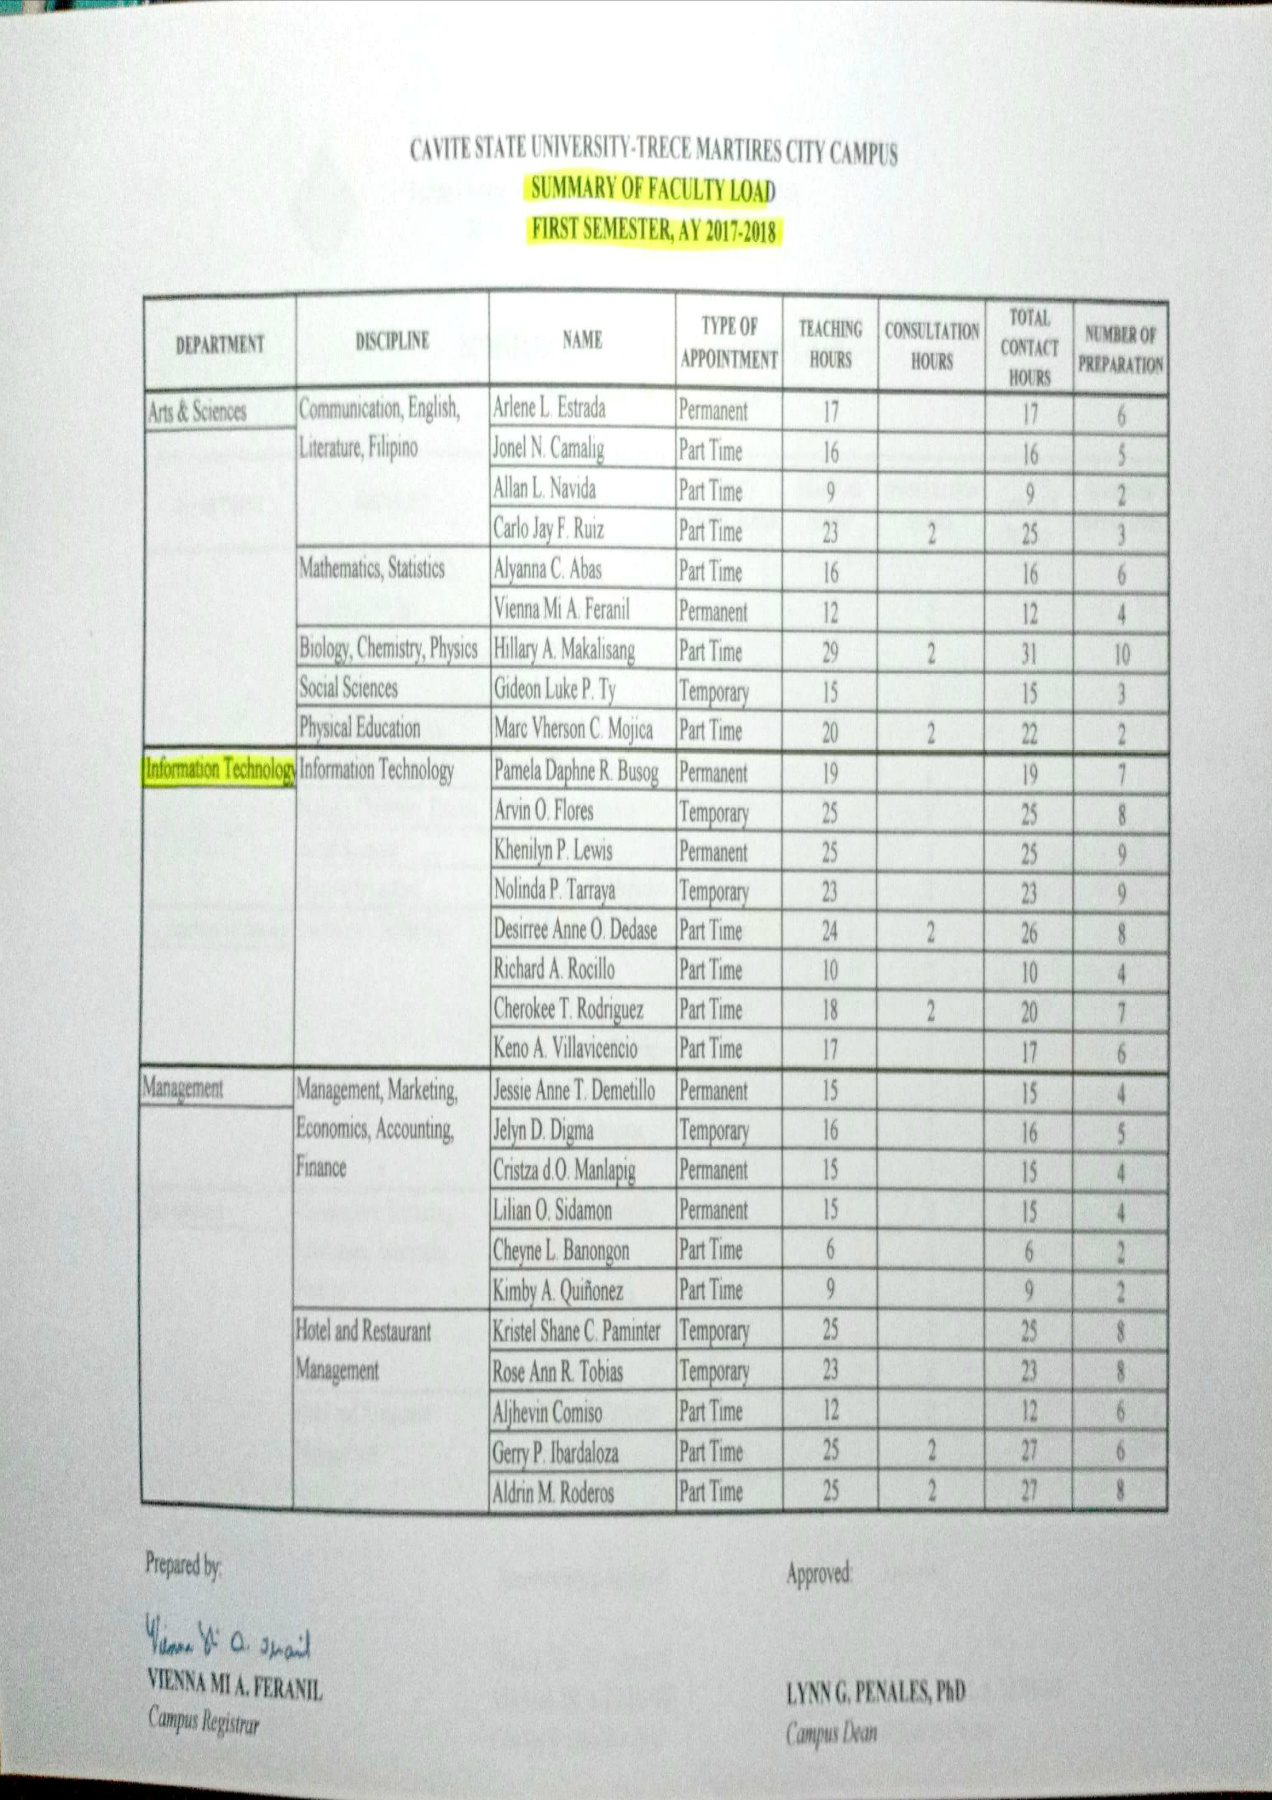 CAVITE STATE UNIVERSITY-TRECE MARTIRES CITY CAMPUS
SUMMARY OF FACULTY LOAD
FIRST SEMESTER, AY 2017-2018
DEPARTMENT DISCIPLINE NAME TYPE OF APPOINTMENT TEACHING HOURS CONSULTATION HOURS TOTAL CONTACT HOURS NUMBER OF PREPARATION
Arts & Sciences Communication, English, Arlene L. Estrada Permanent 17 17 6
Literature, Filipino Jonel N. Camalig Part Time 16 16 5
Allan L. Navida Part Time 9 9 2
Carlo Jay F. Ruiz Part Time 23 2 25 3
Mathematics, Statistics Alyanna C. Abas Part Time 16 16 6
Vienna Mi A. Feranil Permanent 12 12 4
Biology, Chemistry, Physics Hillary A. Makalisang Part Time 29 2 31 10
Social Sciences Gideon Luke P. Ty Temporary 15 15 3
Physical Education Marc Vherson C. Mojica Part Time 20 2 22 2
Information Technology Information Technology Pamela Daphne R. Busog Permanent 19 19 7
Arvin O. Flores Temporary 25 25 8
Khenilyn P. Lewis Permanent 25 25 9
Nolinda P. Tarraya Temporary 23 23 9
Desirree Anne O. Dedase Part Time 24 2 26 8
Richard A. Rocillo Part Time 10 10 4
Cherokee T. Rodriguez Part Time 18 2 20 7
Keno A. Villavicencio Part Time 17 17 6
Management Management, Marketing, Jessie Anne T. Demetillo Permanent 15 15 4
Economics, Accounting, Jelyn D. Digma Temporary 16 16 5
Finance Cristza d.O. Manlapig Permanent 15 15 4
Lilian O. Sidamon Permanent 15 15 4
Cheyne L. Banongon Part Time 6 6 2
Kimby A. Quiñonez Part Time 9 9 2
Hotel and Restaurant Kristel Shane C. Paminter Temporary 25 25 8
Management Rose Ann R. Tobias Temporary 23 23 8
Aljhevin Comiso Part Time 12 12 6
Gerry P. Ibardaloza Part Time 25 2 27 6
Aldrin M. Roderos Part Time 25 2 27 8
Prepared by: Approved:
VIENNA MI A. FERANIL LYNN G. PENALES, PhD
Campus Registrar Campus Dean